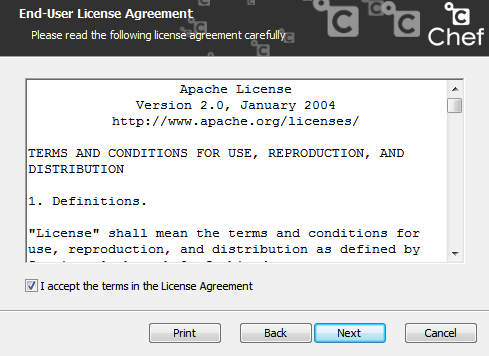 End-User License Agreement
Please read the following license agreement carefully
Chef
Apache License
Version 2.0, January 2004
http://www.apache.org/licenses/
TERMS AND CONDITIONS FOR USE, REPRODUCTION, AND
DISTRIBUTION
1. Definitions.
"License" shall mean the terms and conditions for
use, reproduction, and distribution as defined by
I accept the terms in the License Agreement
Print
Back
Next
Cancel